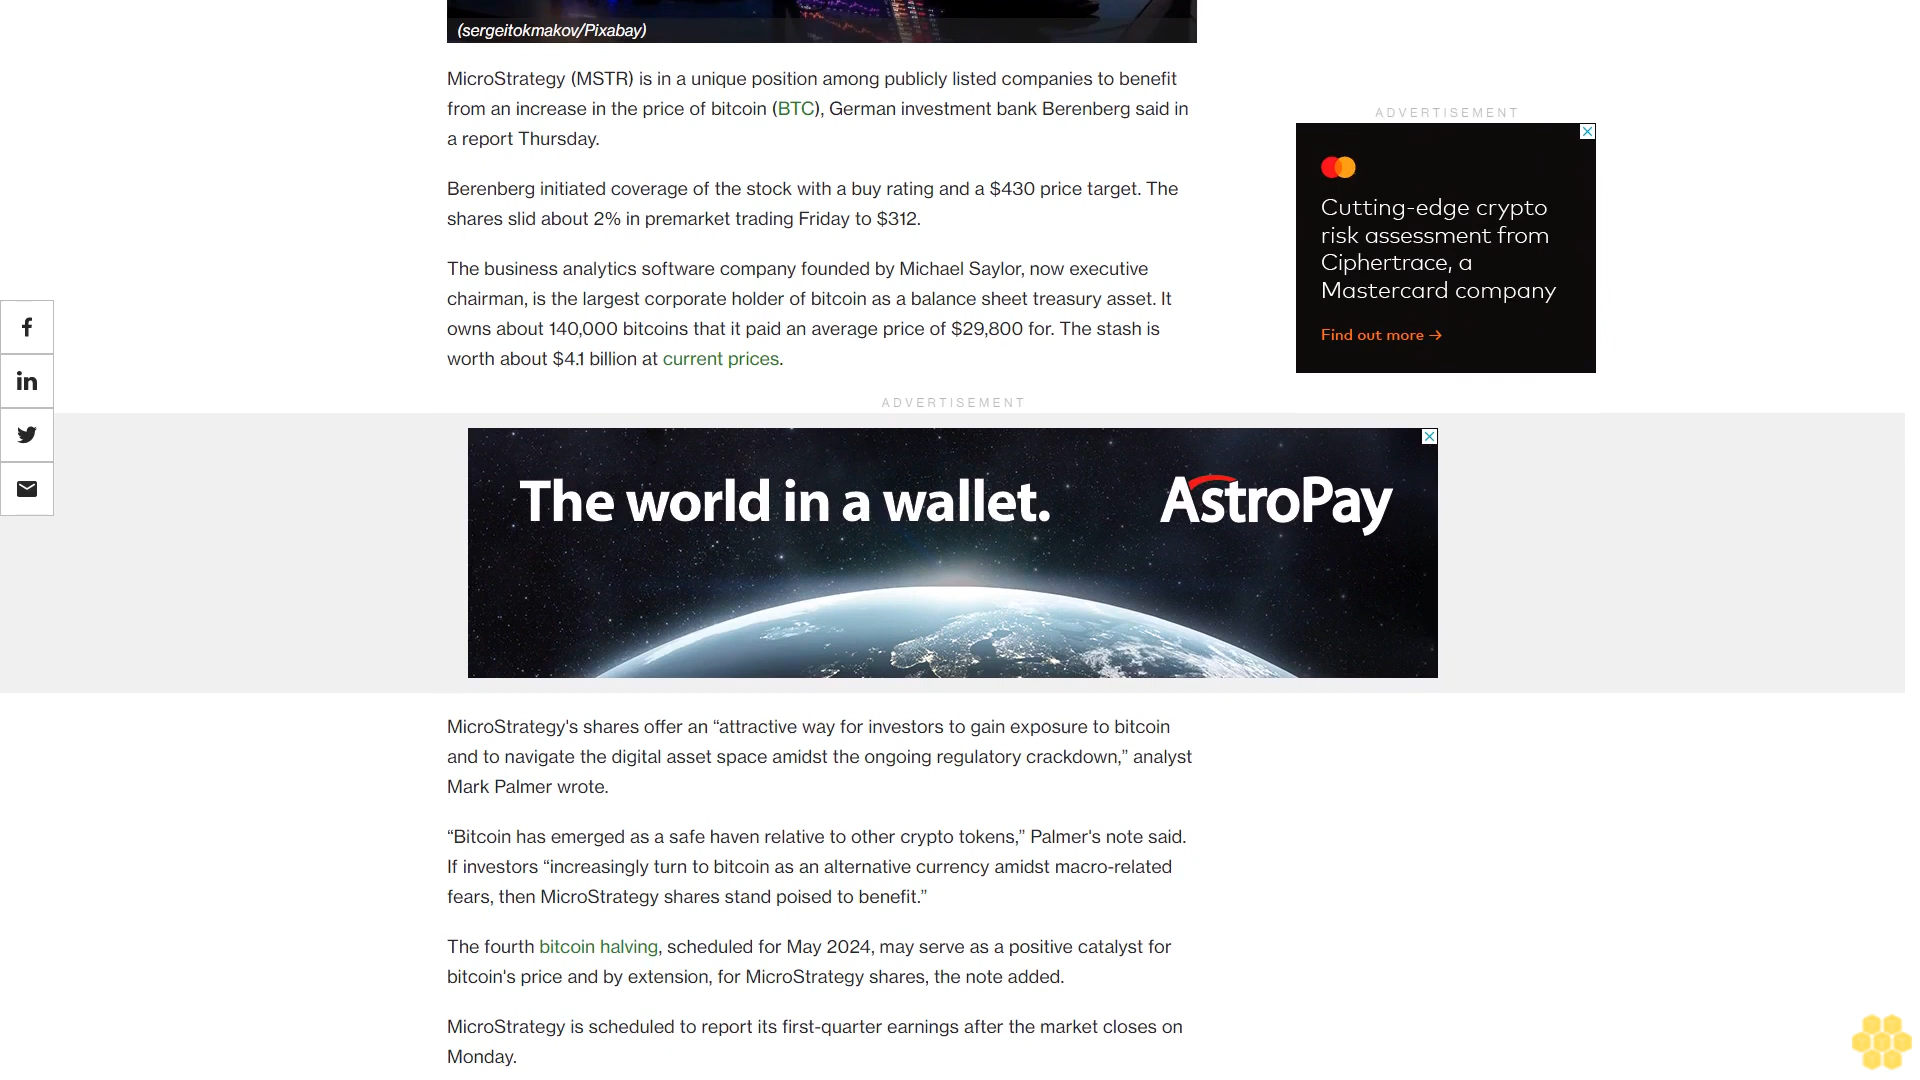 (sergeitokmakov/Pixabay)
MicroStrategy (MSTR) is in a unique position among publicly listed companies to benefit
from an increase in the price of bitcoin (BTC), German investment bank Berenberg said in
a report Thursday.
Berenberg initiated coverage of the stock with a buy rating and a $430 price target. The
shares slid about 2% in premarket trading Friday to $312.
The business analytics software company founded by Michael Saylor, now executive
chairman, is the largest corporate holder of bitcoin as a balance sheet treasury asset. It
owns about 140,000 bitcoins that it paid an average price of $29,800 for. The stash is
worth about $4.1 billion at current prices.
ADVERTISEMENT
Cutting-edge crypto
risk assessment from
Ciphertrace, a
Mastercard company
Find out more →
ADVERTISEMENT
The world in a wallet.
AstroPay
MicroStrategy's shares offer an “attractive way for investors to gain exposure to bitcoin
and to navigate the digital asset space amidst the ongoing regulatory crackdown,” analyst
Mark Palmer wrote.
“Bitcoin has emerged as a safe haven relative to other crypto tokens,” Palmer's note said.
If investors “increasingly turn to bitcoin as an alternative currency amidst macro-related
fears, then MicroStrategy shares stand poised to benefit.”
The fourth bitcoin halving, scheduled for May 2024, may serve as a positive catalyst for
bitcoin's price and by extension, for MicroStrategy shares, the note added.
MicroStrategy is scheduled to report its first-quarter earnings after the market closes on
Monday.